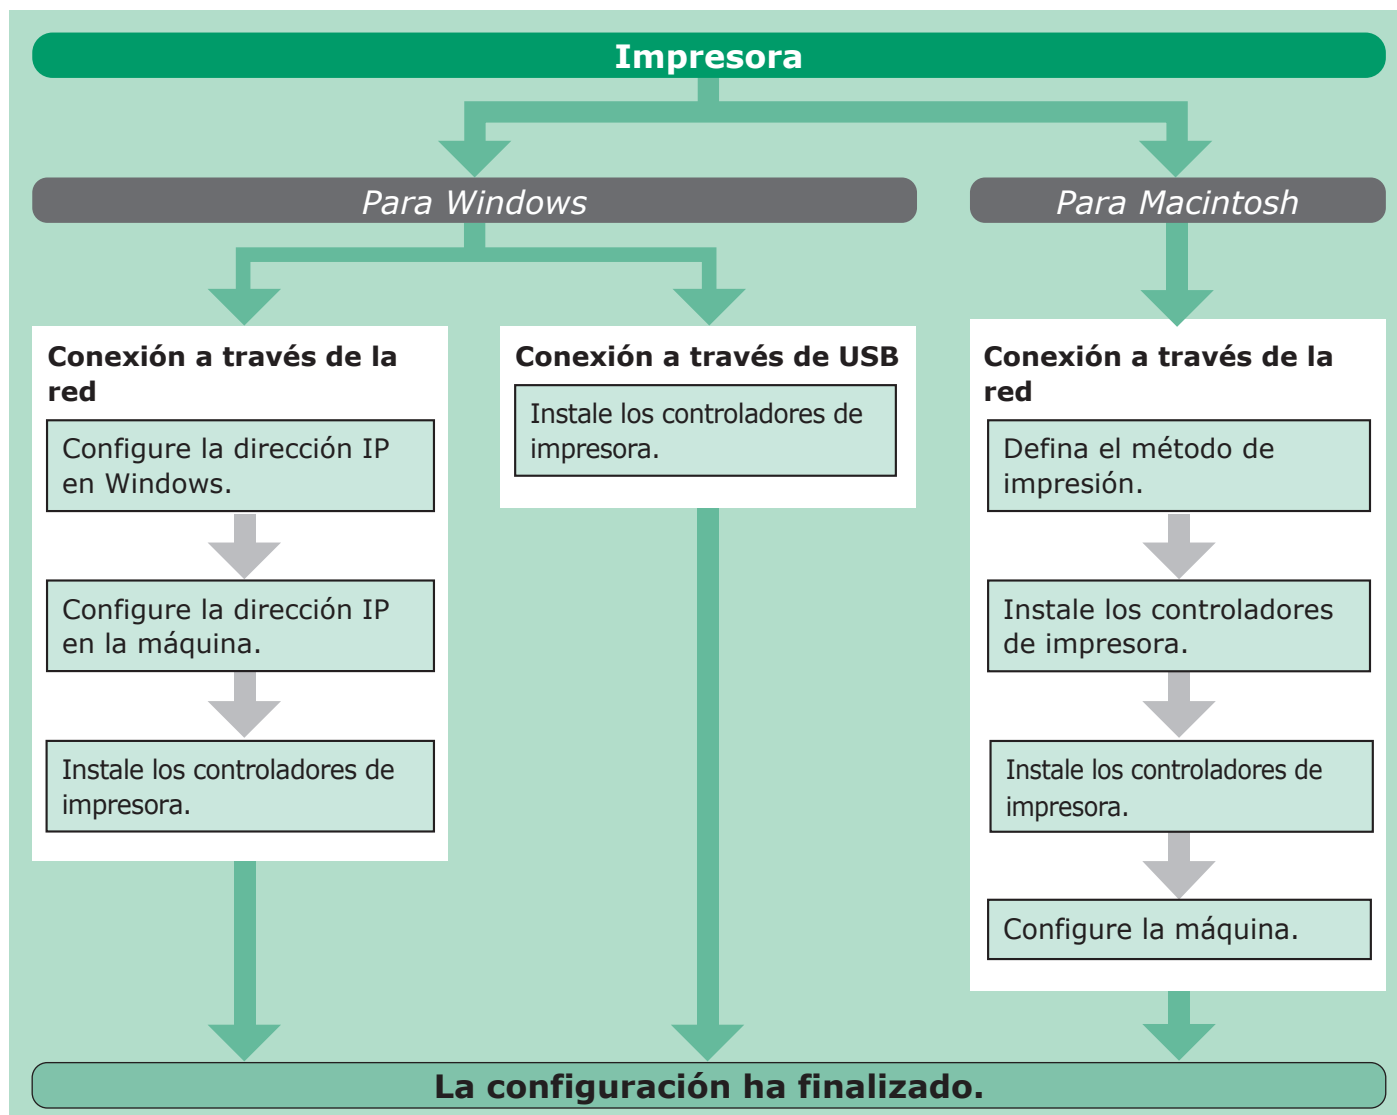 Impresora
Para Windows
Para Macintosh
Conexión a través de la
red
Configure la dirección IP
en Windows.
Configure la dirección IP
en la máquina.
Instale los controladores de
impresora.
Conexión a través de USB
Instale los controladores de
impresora.
Conexión a través de la
red
Defina el método de
impresión.
Instale los controladores
de impresora.
Instale los controladores de
impresora.
Configure la máquina.
La configuración ha finalizado.